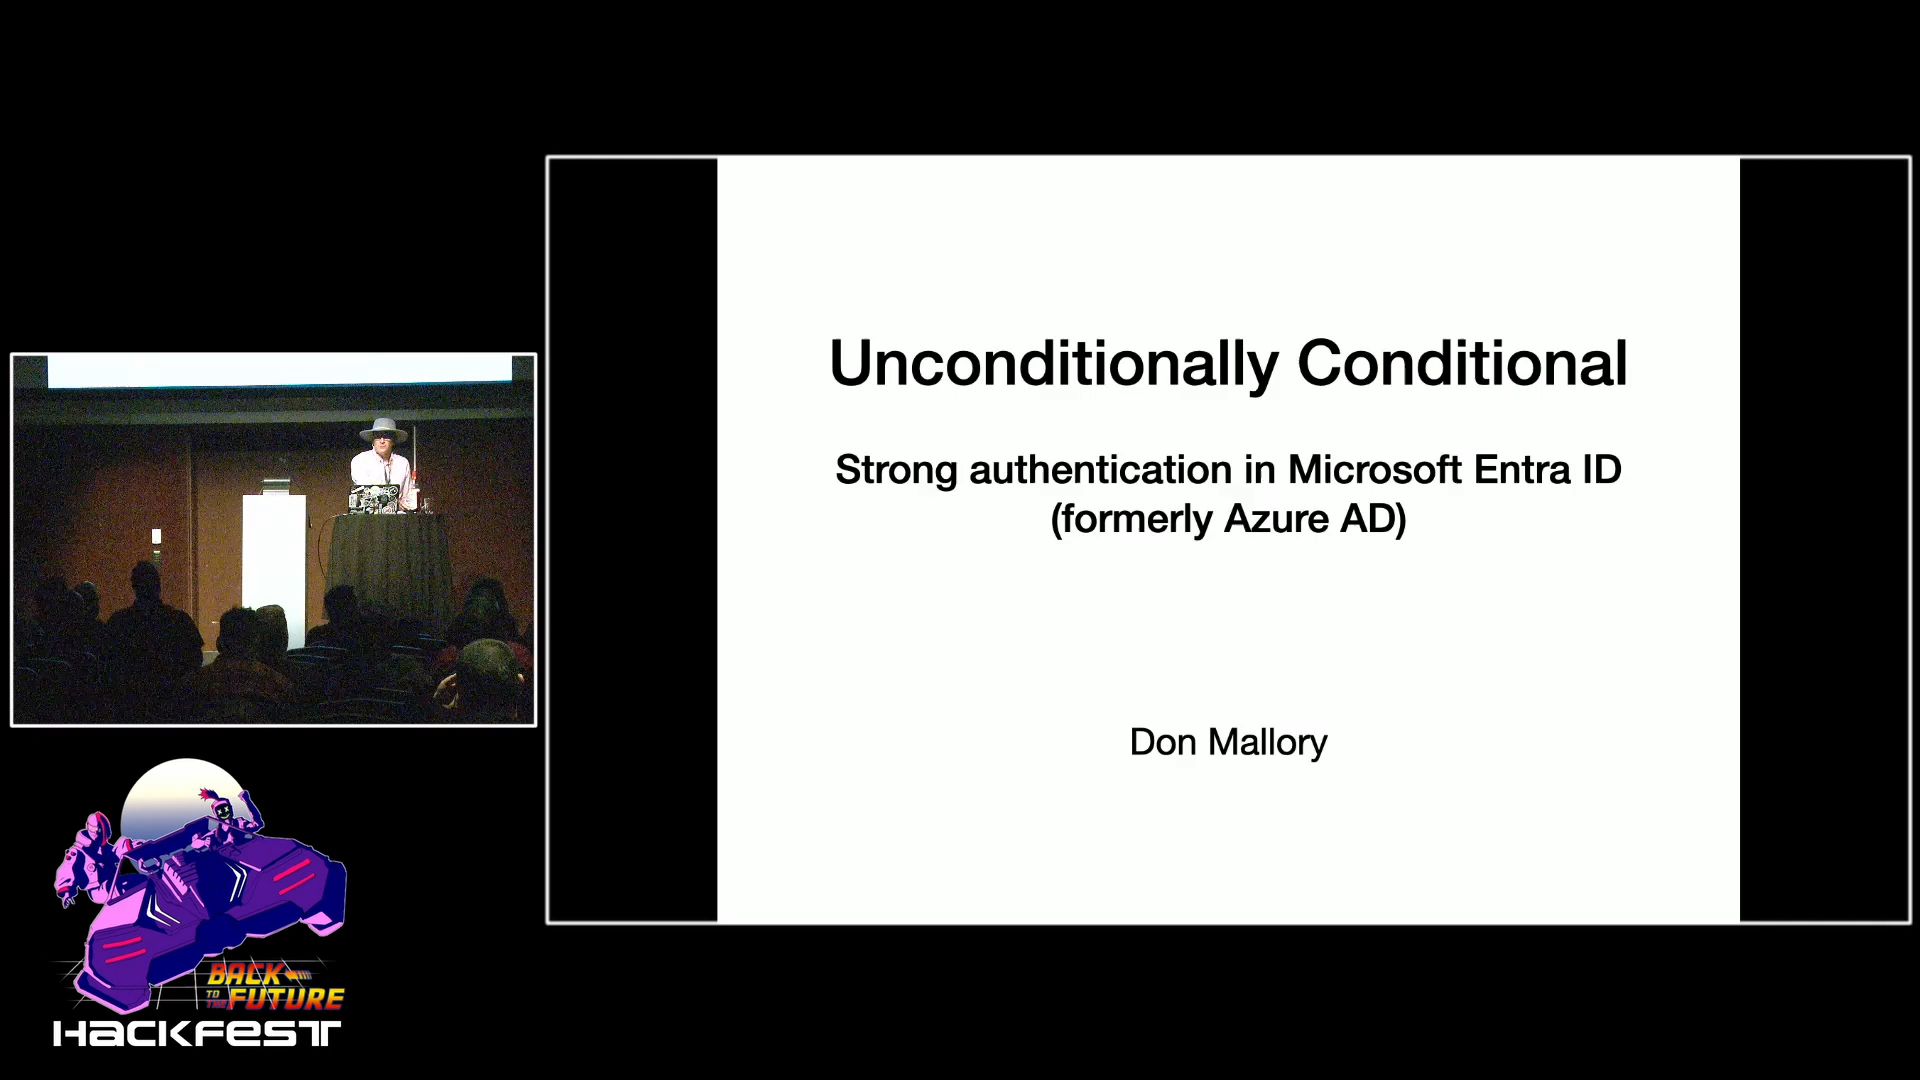 Unconditionally Conditional
Strong authentication in Microsoft Entra ID
(formerly Azure AD)
Don Mallory
BACK
TO THE FUTURE
HACKFEST